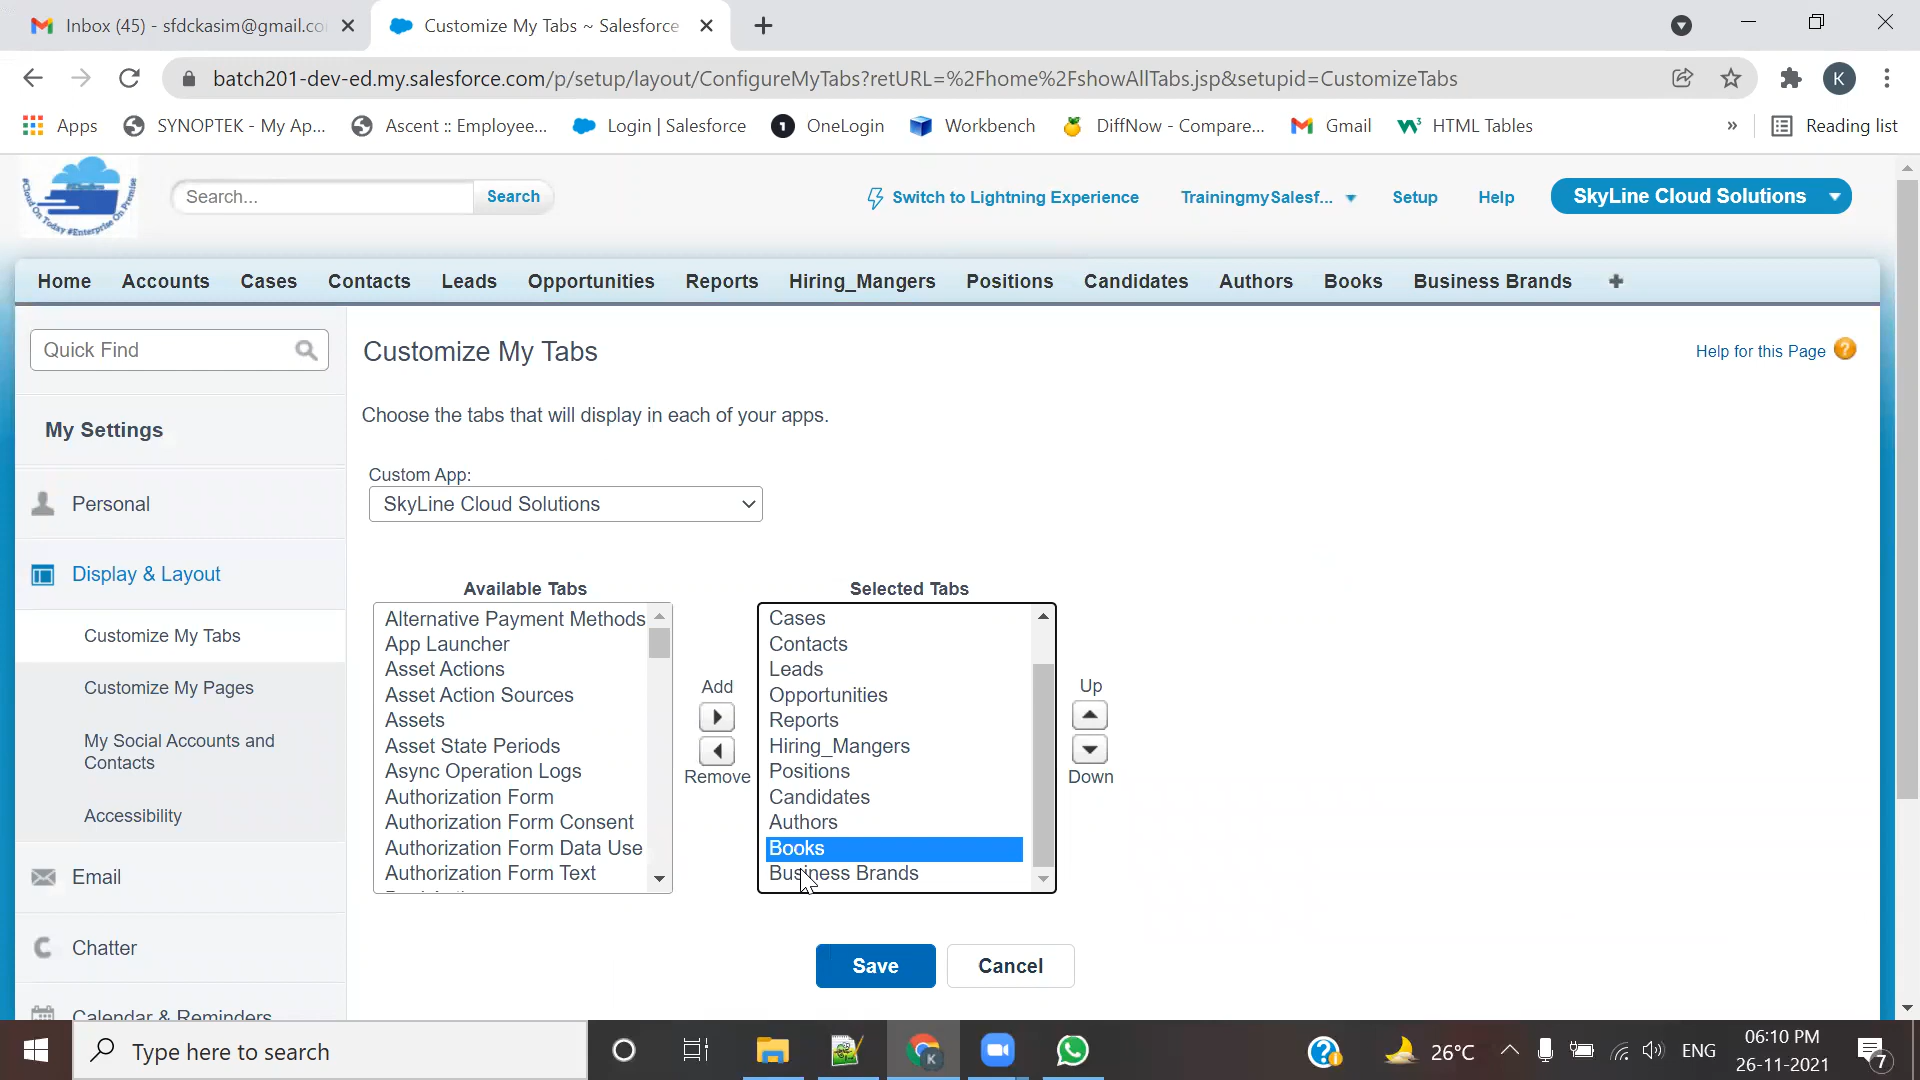 Inbox (45) - sfdckasim@gmail.co
Customize My Tabs ~ Salesforce
batch201-dev-ed.my.salesforce.com/p/setup/layout/ConfigureMyTabs?retURL=%2Fhome%2FshowAllTabs.jsp&setupid=CustomizeTabs
K
Apps
SYNOPTEK - My Ap...
Ascent :: Employee...
Login | Salesforce
OneLogin
Workbench
DiffNow - Compare...
Gmail
HTML Tables
»
Reading list
#Cloud On Today #Enterprise On Premise
Search...
Search
Switch to Lightning Experience
TrainingmySalesf...
Setup
Help
SkyLine Cloud Solutions
Home
Accounts
Cases
Contacts
Leads
Opportunities
Reports
Hiring_Mangers
Positions
Candidates
Authors
Books
Business Brands
+
Quick Find
My Settings
Personal
Display & Layout
Customize My Tabs
Customize My Pages
My Social Accounts and
Contacts
Accessibility
Email
Chatter
Calendar & Reminders
Customize My Tabs
Help for this Page
Choose the tabs that will display in each of your apps.
Custom App:
SkyLine Cloud Solutions
Available Tabs
Alternative Payment Methods
App Launcher
Asset Actions
Asset Action Sources
Assets
Asset State Periods
Async Operation Logs
Authorization Form
Authorization Form Consent
Authorization Form Data Use
Authorization Form Text
Add
Remove
Selected Tabs
Cases
Contacts
Leads
Opportunities
Reports
Hiring_Mangers
Positions
Candidates
Authors
Books
Business Brands
Up
Down
Save
Cancel
Type here to search
26°C
ENG
06:10 PM
26-11-2021
7